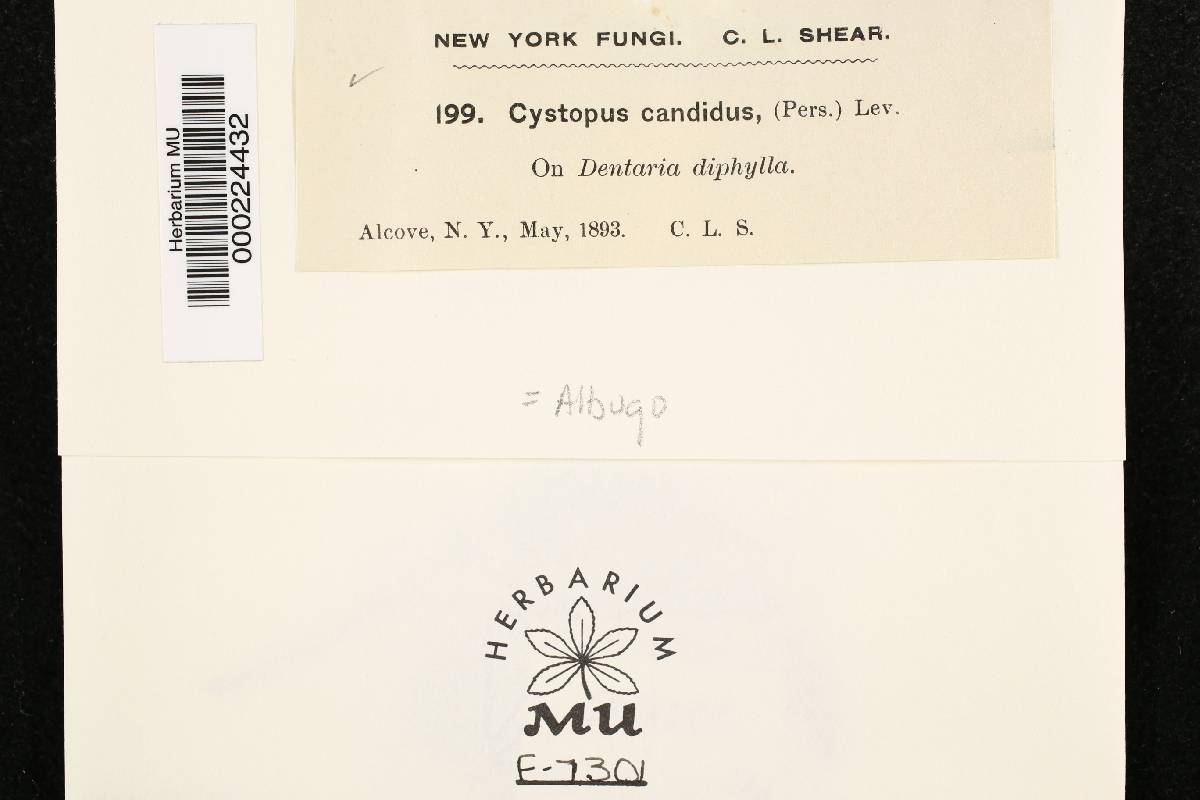 NEW YORK FUNGI. C. L. SHEAR.
199. Cystopus candidus, (Pers.) Lev.
On Dentaria diphylla.
Alcove, N. Y., May, 1893. C. L. S.
Herbarium MU
000224432
= Albugo
HERBARIUM
MU
F-7301